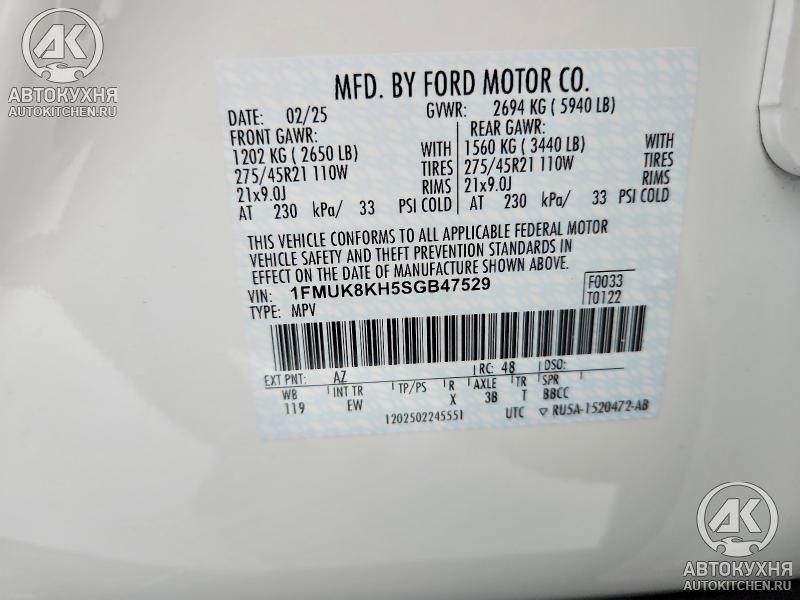 AK
АВТОКУХНЯ
AUTOKITCHEN.RU
MFD. BY FORD MOTOR CO.
DATE: 02/25 GVWR: 2694 KG ( 5940 LB)
FRONT GAWR: REAR GAWR:
1202 KG ( 2650 LB) WITH 1560 KG ( 3440 LB) WITH
275/45R21 110W TIRES 275/45R21 110W TIRES
21x9.0J RIMS 21x9.0J RIMS
AT 230 kPa/ 33 PSI COLD AT 230 kPa/ 33 PSI COLD
THIS VEHICLE CONFORMS TO ALL APPLICABLE FEDERAL MOTOR
VEHICLE SAFETY AND THEFT PREVENTION STANDARDS IN
EFFECT ON THE DATE OF MANUFACTURE SHOWN ABOVE.
VIN: 1FMUK8KH5SGB47529 F0033
TYPE: MPV T0122
EXT PNT: AZ RC: 48 DSO:
WB INT TR TP/PS R AXLE TR SPR
119 EW X 3B T BBCC
1202502245551 UTC ▽ RU5A-1520472-AB
AK
АВТОКУХНЯ
AUTOKITCHEN.RU